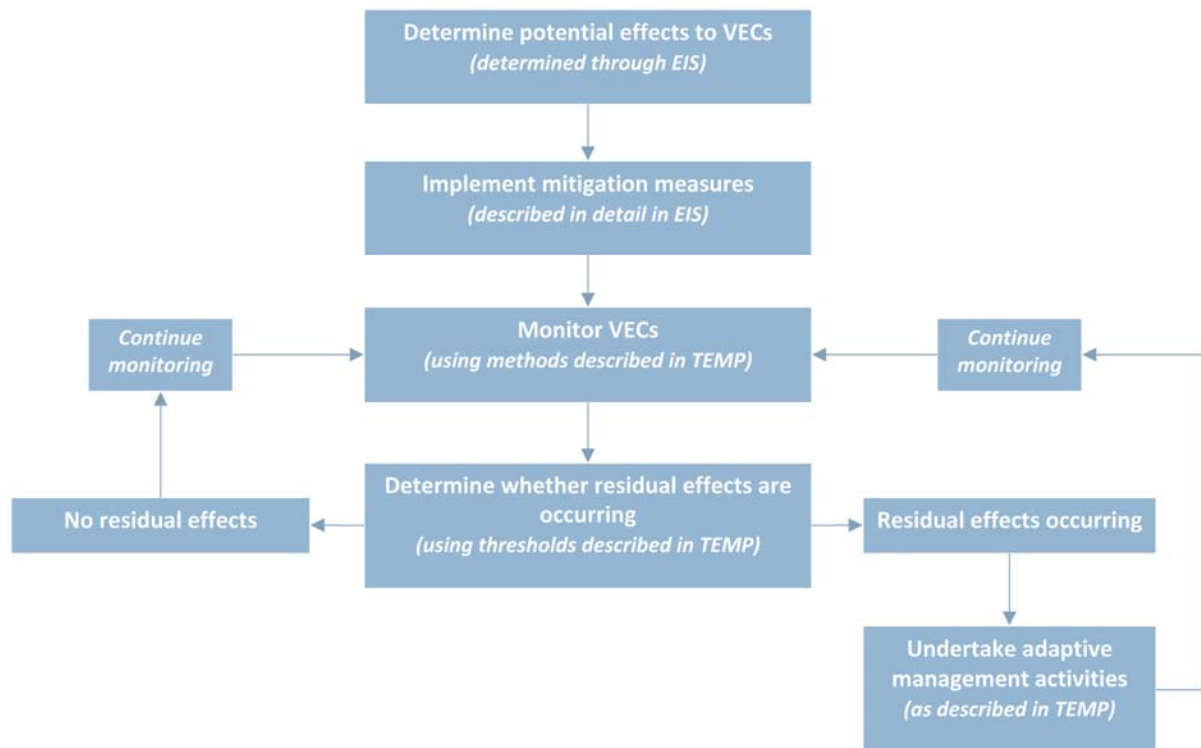 Determine potential effects to VECs
(determined through EIS)
Implement mitigation measures
(described in detail in EIS)
Continue
monitoring
Monitor VECs
(using methods described in TEMP)
Continue
monitoring
No residual effects
Determine whether residual effects are
occurring
(using thresholds described in TEMP)
Residual effects occurring
Undertake adaptive
management activities
(as described in TEMP)